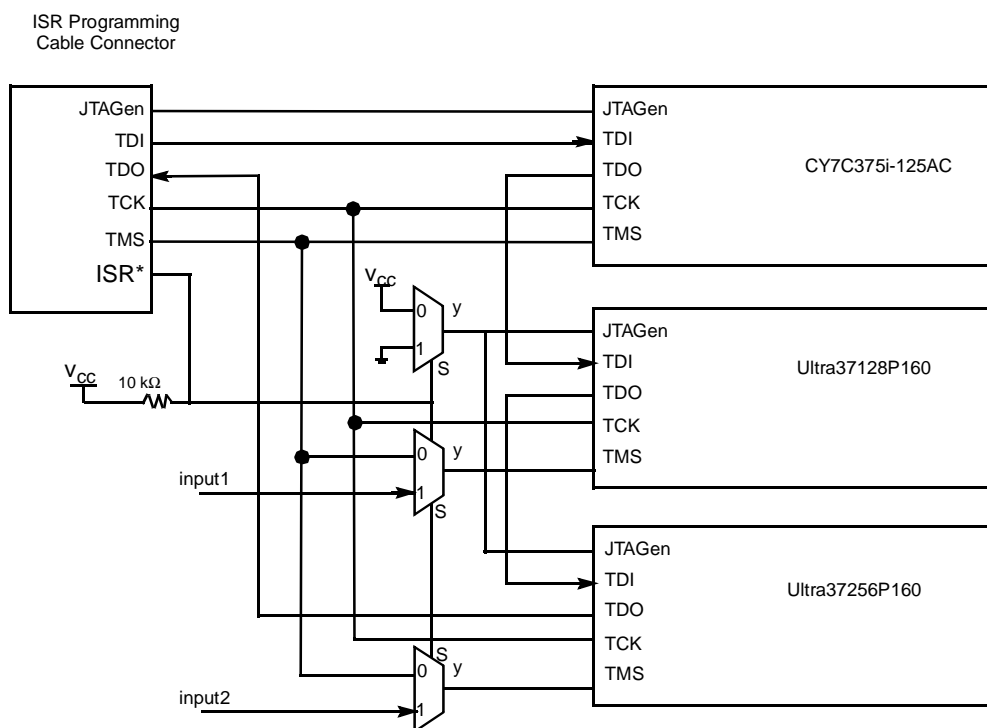 ISR Programming
Cable Connector
JTAGen
TDI
TDO
TCK
TMS
ISR*
JTAGen
TDI
TDO
TCK
TMS
CY7C375i-125AC
VCC
0
1
y
S
VCC
10 kΩ
JTAGen
TDI
TDO
TCK
TMS
Ultra37128P160
0
1
y
S
input1
JTAGen
TDI
TDO
TCK
TMS
Ultra37256P160
S
0
1
y
input2